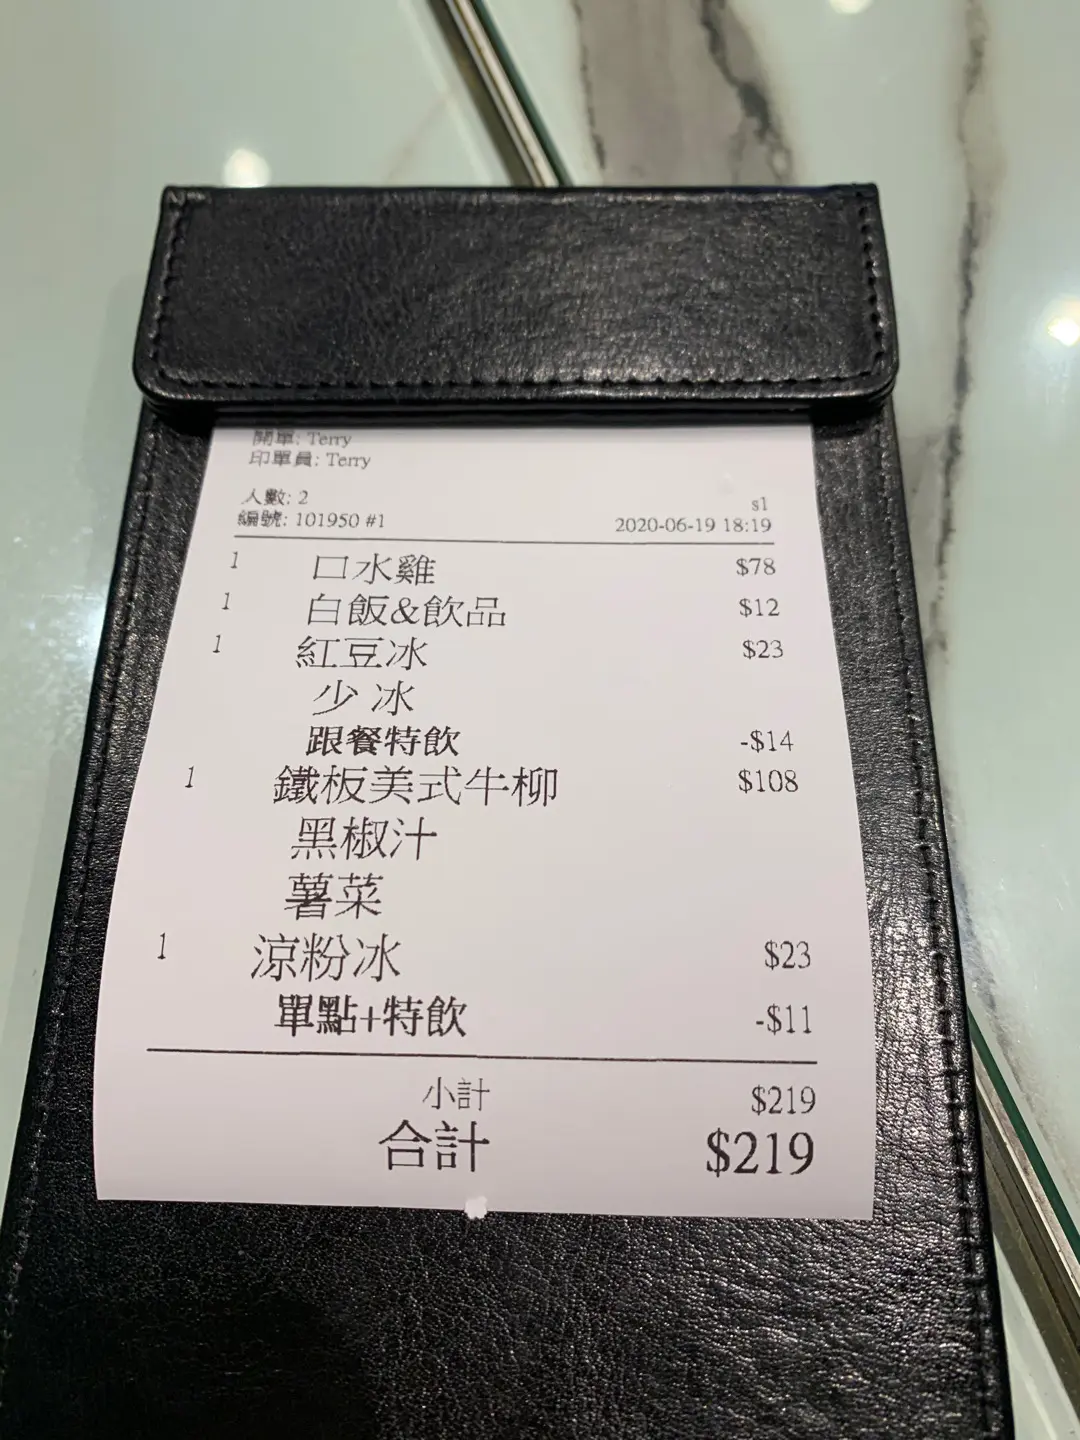 開單: Terry
印單員: Terry
人數: 2
s1
編號: 101950 #1 2020-06-19 18:19
1 口水雞 $78
1 白飯&飲品 $12
1 紅豆冰 $23
少 冰
跟餐特飲 -$14
1 鐵板美式牛柳 $108
黑椒汁
薯菜
1 涼粉冰 $23
單點+特飲 -$11
小計 $219
合計 $219